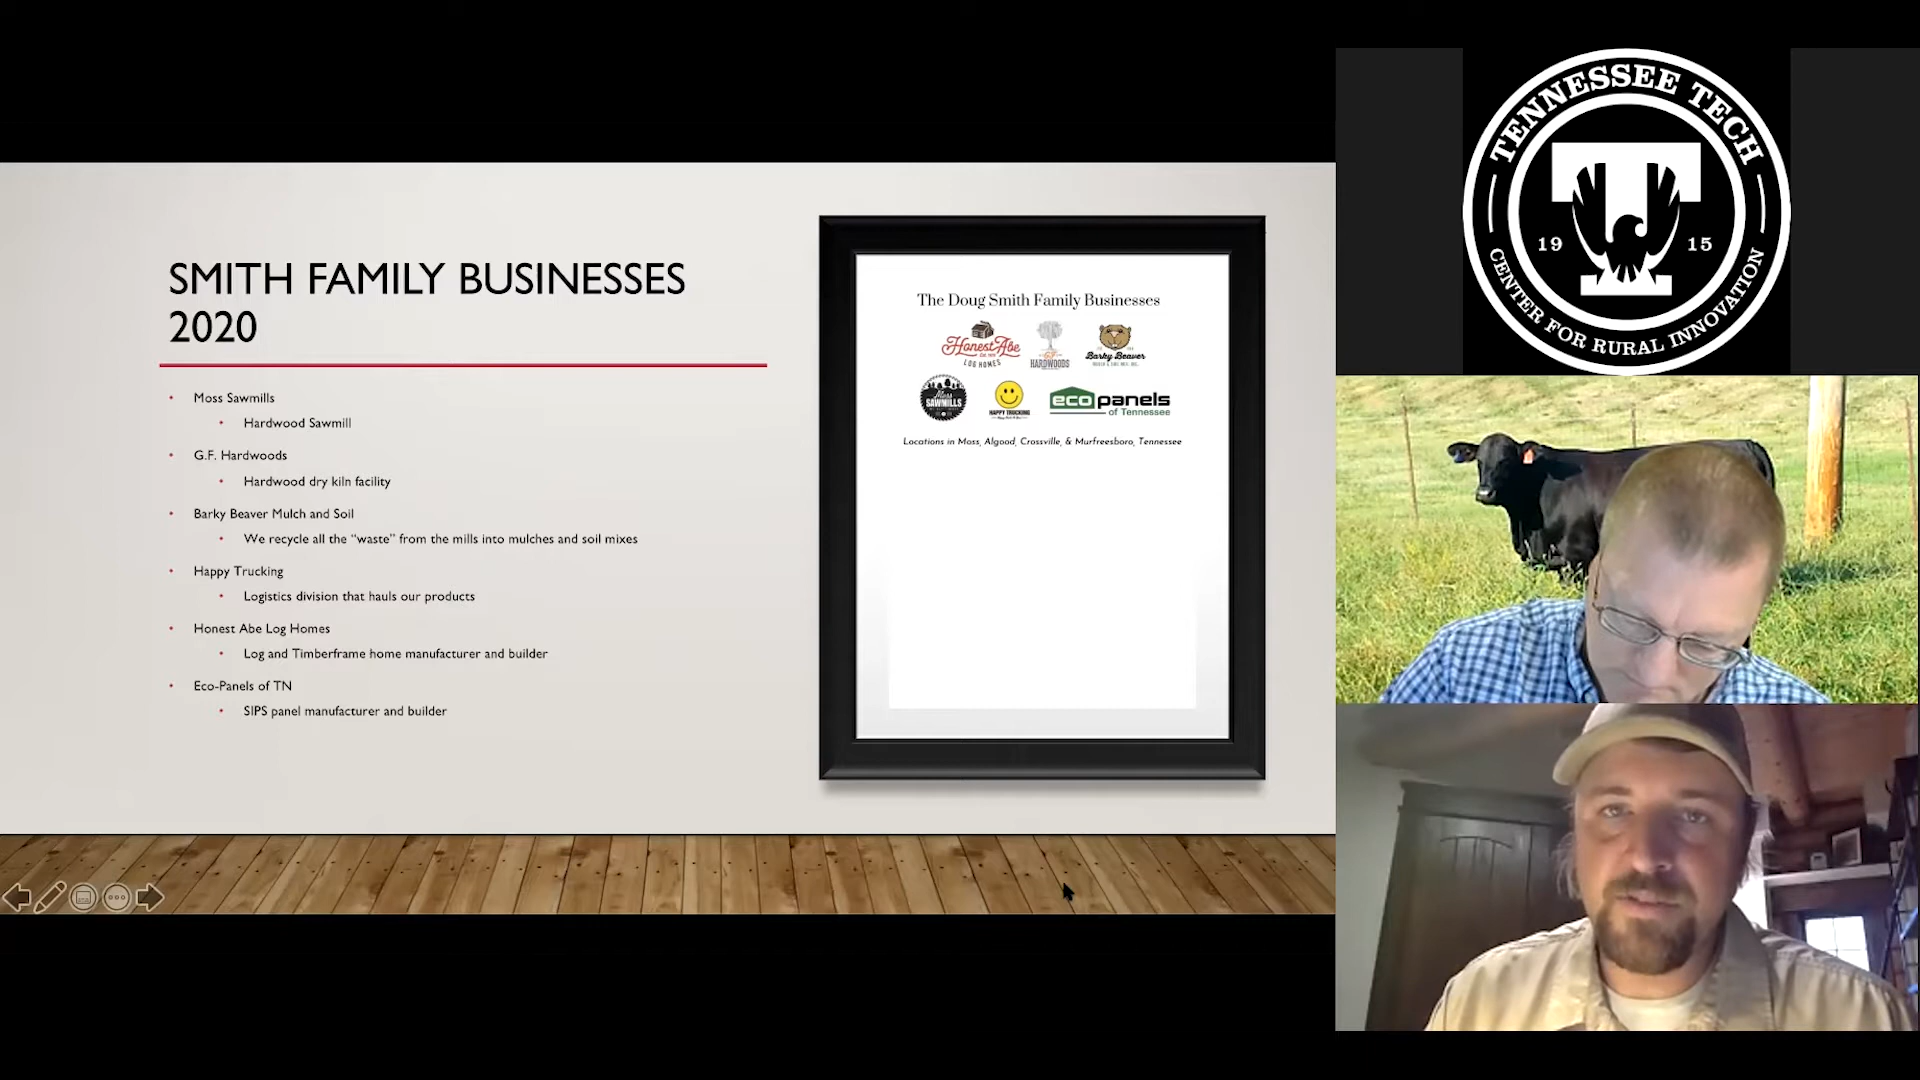 SMITH FAMILY BUSINESSES
2020
• Moss Sawmills
• Hardwood Sawmill
• G.F. Hardwoods
• Hardwood dry kiln facility
• Barky Beaver Mulch and Soil
• We recycle all the “waste” from the mills into mulches and soil mixes
• Happy Trucking
• Logistics division that hauls our products
• Honest Abe Log Homes
• Log and Timberframe home manufacturer and builder
• Eco-Panels of TN
• SIPS panel manufacturer and builder
The Doug Smith Family Businesses
Honest Abe
LOG HOMES
HARDWOODS
Barky Beaver
Moss
SAWMILLS
HAPPY TRUCKING
eco panels
of Tennessee
Locations in Moss, Algood, Crossville, & Murfreesboro, Tennessee
TENNESSEE TECH
T
19 15
CENTER FOR RURAL INNOVATION